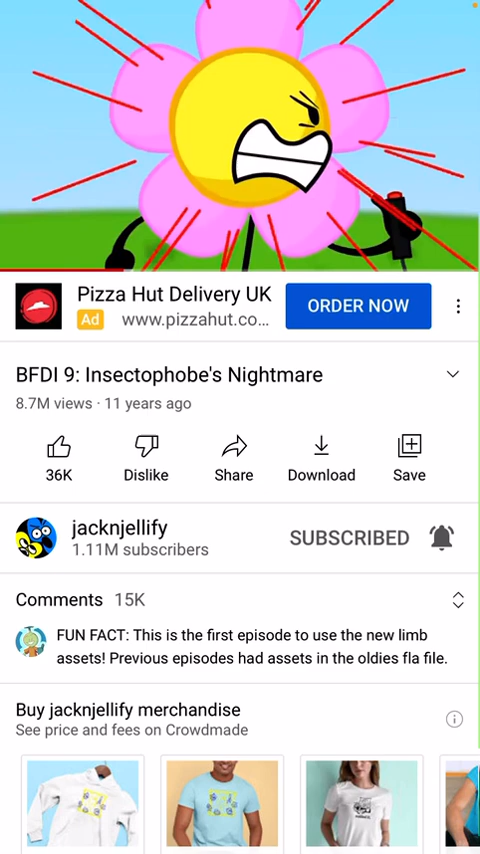 Pizza Hut Delivery UK
Ad www.pizzahut.co...
ORDER NOW
BFDI 9: Insectophobe's Nightmare
8.7M views · 11 years ago
36K Dislike Share Download Save
jacknjellify
1.11M subscribers
SUBSCRIBED
Comments 15K
FUN FACT: This is the first episode to use the new limb
assets! Previous episodes had assets in the oldies fla file.
Buy jacknjellify merchandise
See price and fees on Crowdmade